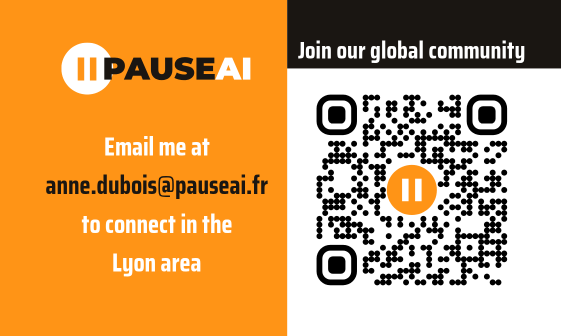 PAUSEAI
Email me at
anne.dubois@pauseai.fr
to connect in the
Lyon area
Join our global community